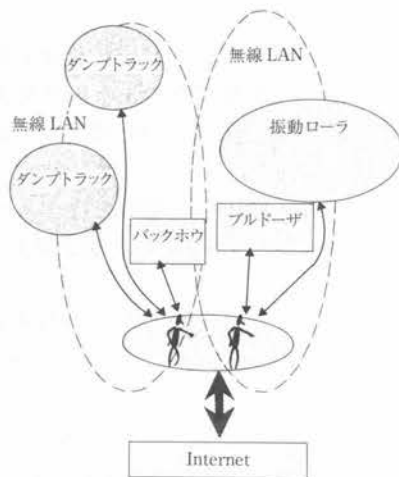 ダンプトラック
無線 LAN
無線 LAN
振動ローラ
ダンプトラック
バックホウ
ブルドーザ
Internet